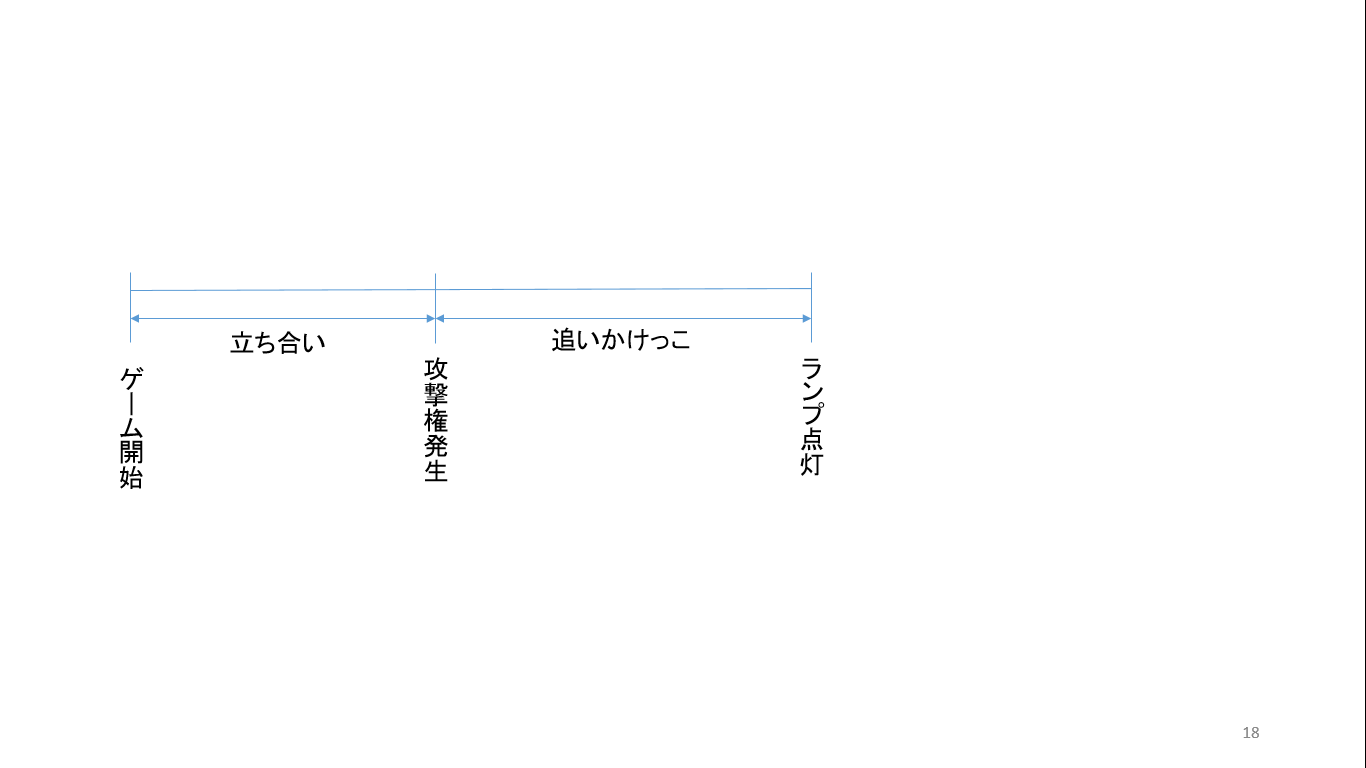 立ち合い
追いかけっこ
ゲーム開始
攻撃権発生
ランプ点灯
18